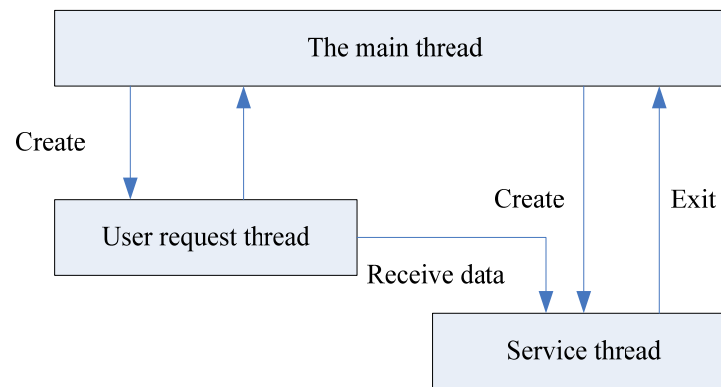 The main thread
Create
User request thread
Create
Exit
Receive data
Service thread